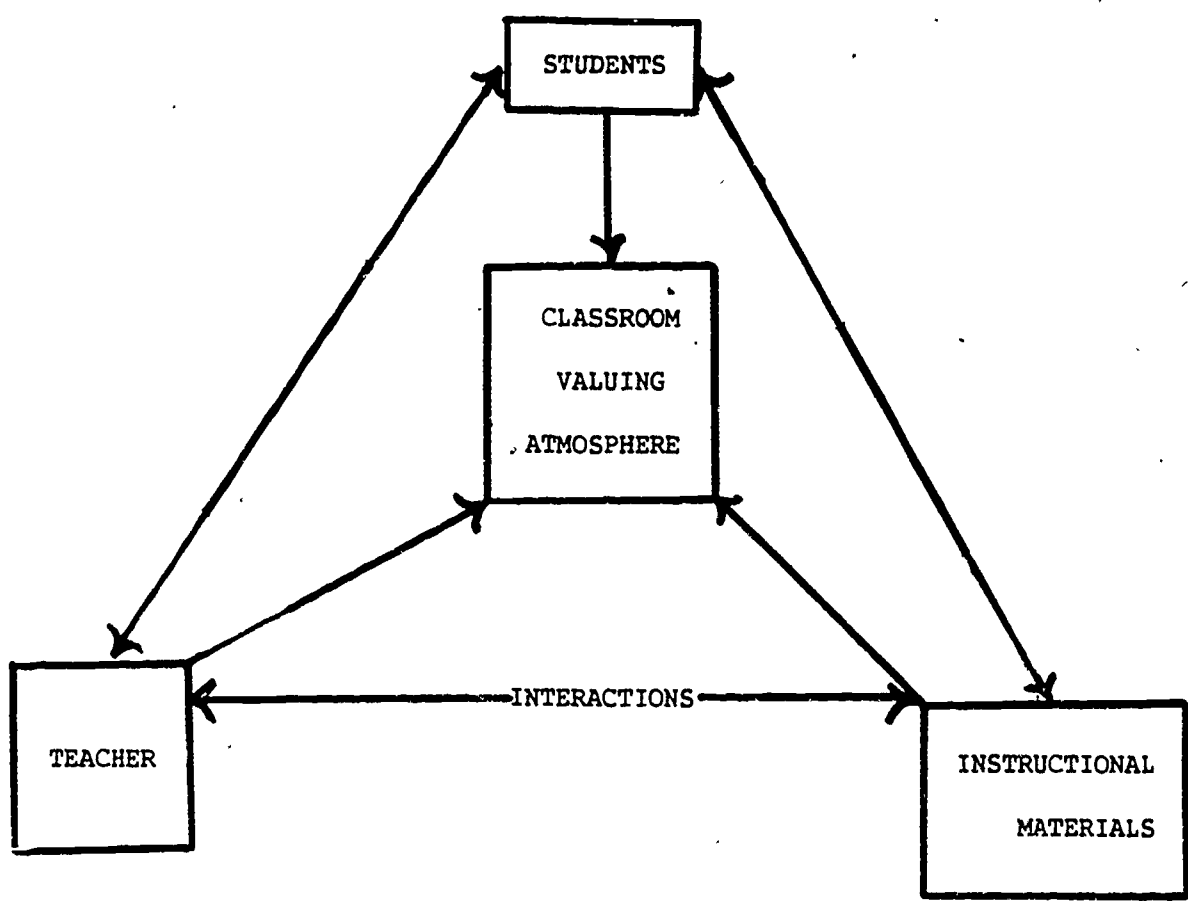 STUDENTS
CLASSROOM
VALUING
ATMOSPHERE
INTERACTIONS
TEACHER
INSTRUCTIONAL
MATERIALS